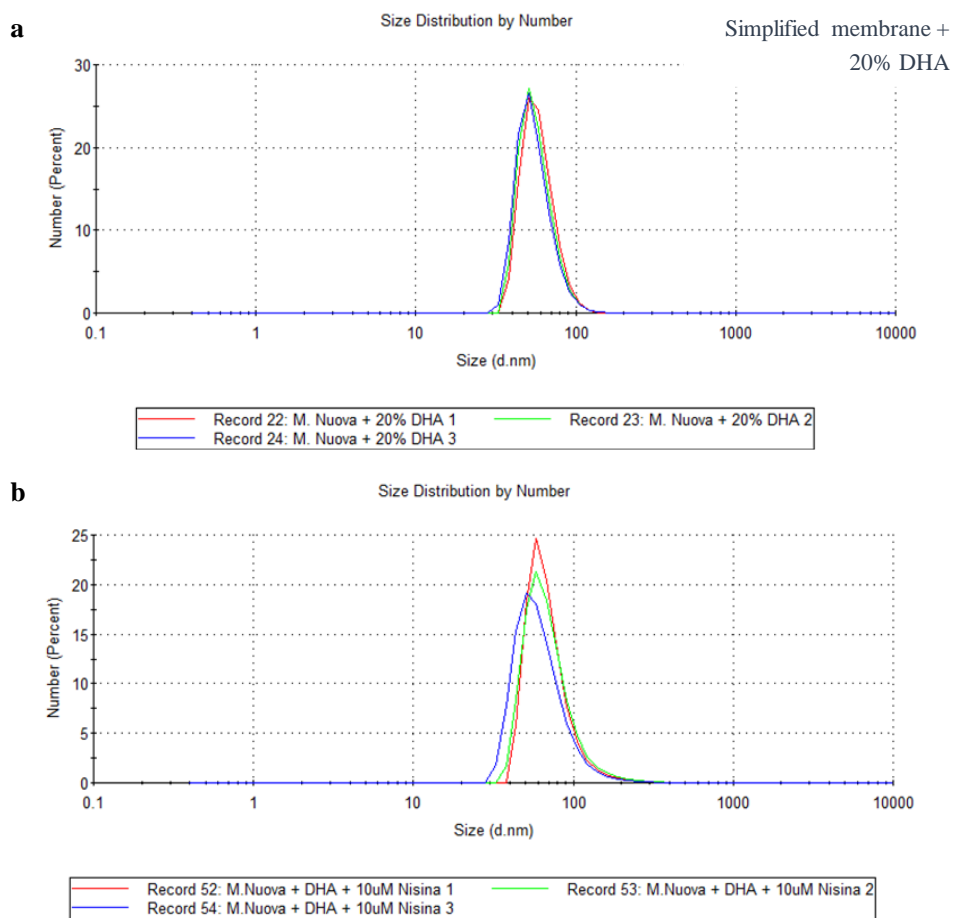 a
Size Distribution by Number
Simplified membrane +
20% DHA
30
20
10
0
Number (Percent)
0.1 1 10 100 1000 10000
Size (d.nm)
Record 22: M. Nuova + 20% DHA 1 Record 23: M. Nuova + 20% DHA 2
Record 24: M. Nuova + 20% DHA 3
b
Size Distribution by Number
25
20
15
10
5
0
Number (Percent)
0.1 1 10 100 1000 10000
Size (d.nm)
Record 52: M.Nuova + DHA + 10uM Nisina 1 Record 53: M.Nuova + DHA + 10uM Nisina 2
Record 54: M.Nuova + DHA + 10uM Nisina 3